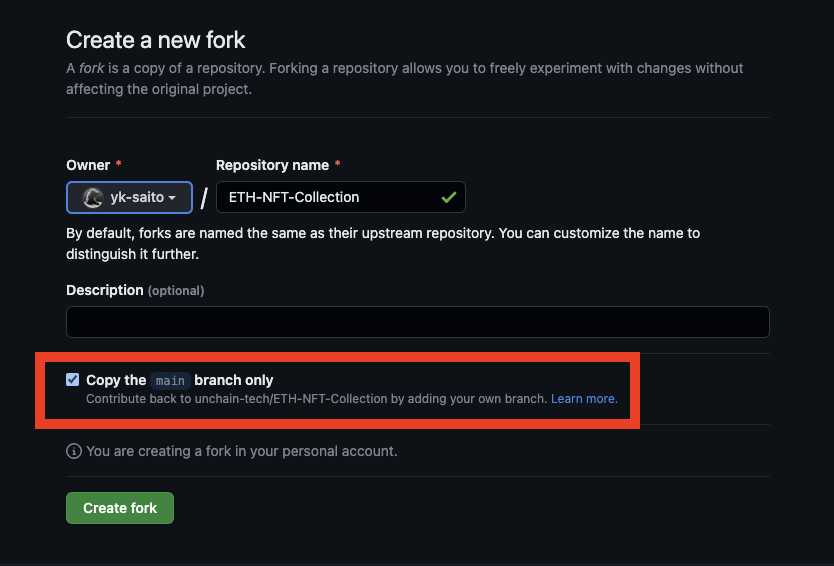 Create a new fork
A fork is a copy of a repository. Forking a repository allows you to freely experiment with changes without
affecting the original project.
Owner * Repository name *
yk-saito / ETH-NFT-Collection
By default, forks are named the same as their upstream repository. You can customize the name to
distinguish it further.
Description (optional)
Copy the main branch only
Contribute back to unchain-tech/ETH-NFT-Collection by adding your own branch. Learn more.
You are creating a fork in your personal account.
Create fork